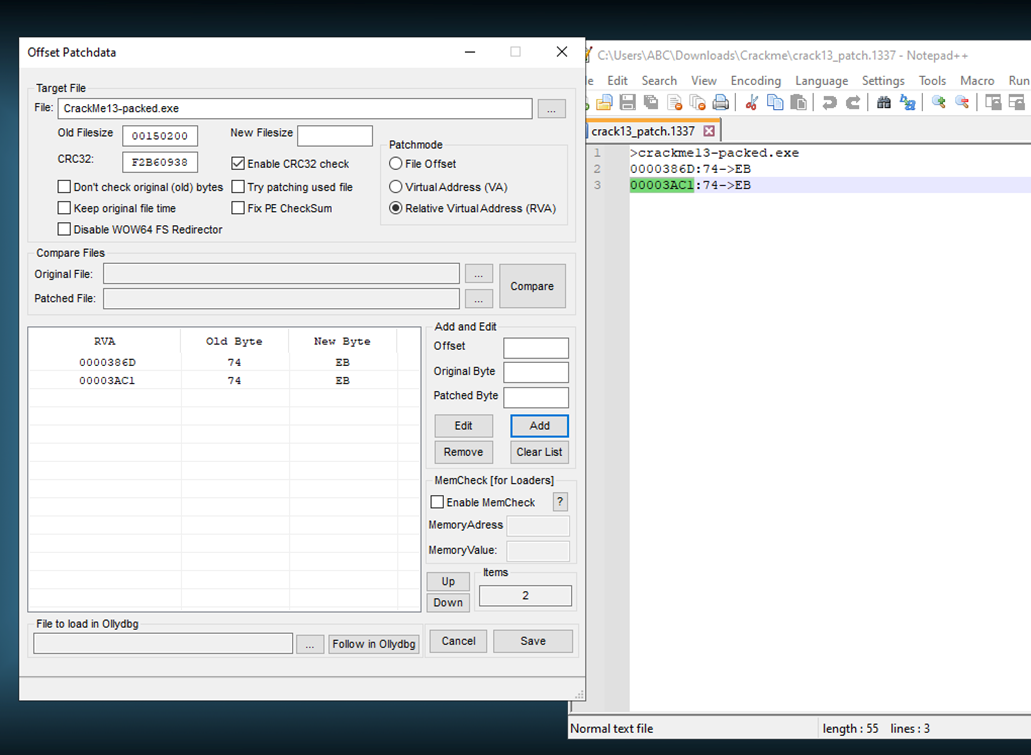 Offset Patchdata
Target File
File: CrackMe13-packed.exe ...
Old Filesize 00150200 New Filesize
CRC32: F2B60938 Enable CRC32 check
Patchmode
File Offset
Don't check original (old) bytes Try patching used file Virtual Address (VA)
Keep original file time Fix PE CheckSum Relative Virtual Address (RVA)
Disable WOW64 FS Redirector
Compare Files
Original File: ... Compare
Patched File: ...
RVA Old Byte New Byte
0000386D 74 EB
00003AC1 74 EB
Add and Edit
Offset
Original Byte
Patched Byte
Edit Add
Remove Clear List
MemCheck [for Loaders]
Enable MemCheck ?
MemoryAdress
MemoryValue:
Up Items
Down 2
File to load in Ollydbg
... Follow in Ollydbg Cancel Save
C:\Users\ABC\Downloads\Crackme\crack13_patch.1337 - Notepad++
le Edit Search View Encoding Language Settings Tools Macro Run
crack13_patch.1337
1 >crackme13-packed.exe
2 0000386D:74->EB
3 00003AC1:74->EB
Normal text file length : 55 lines : 3